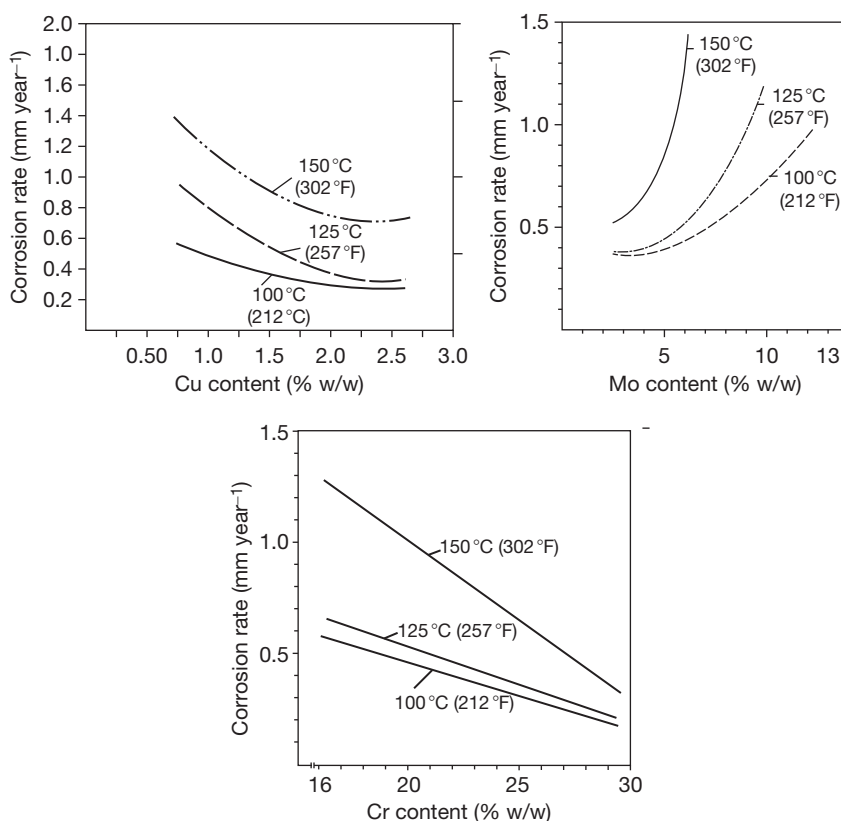 2.0
1.0
1.4
1.2
1.0
0.8
0.6
0.4
0.2
Corrosion rate (mm year−1)
150 °C
(302 °F)
125 °C
(257 °F)
100 °C
(212 °C)
0.50 1.0 1.5 2.0 2.5 3.0
Cu content (% w/w)
1.5
1.0
0.5
Corrosion rate (mm year−1)
150 °C
(302 °F)
125 °C
(257 °F)
100 °C
(212 °F)
5 10 13
Mo content (% w/w)
1.5
1.0
0.5
Corrosion rate (mm year−1)
150 °C (302 °F)
125 °C (257 °F)
100 °C (212 °F)
16 20 25 30
Cr content (% w/w)